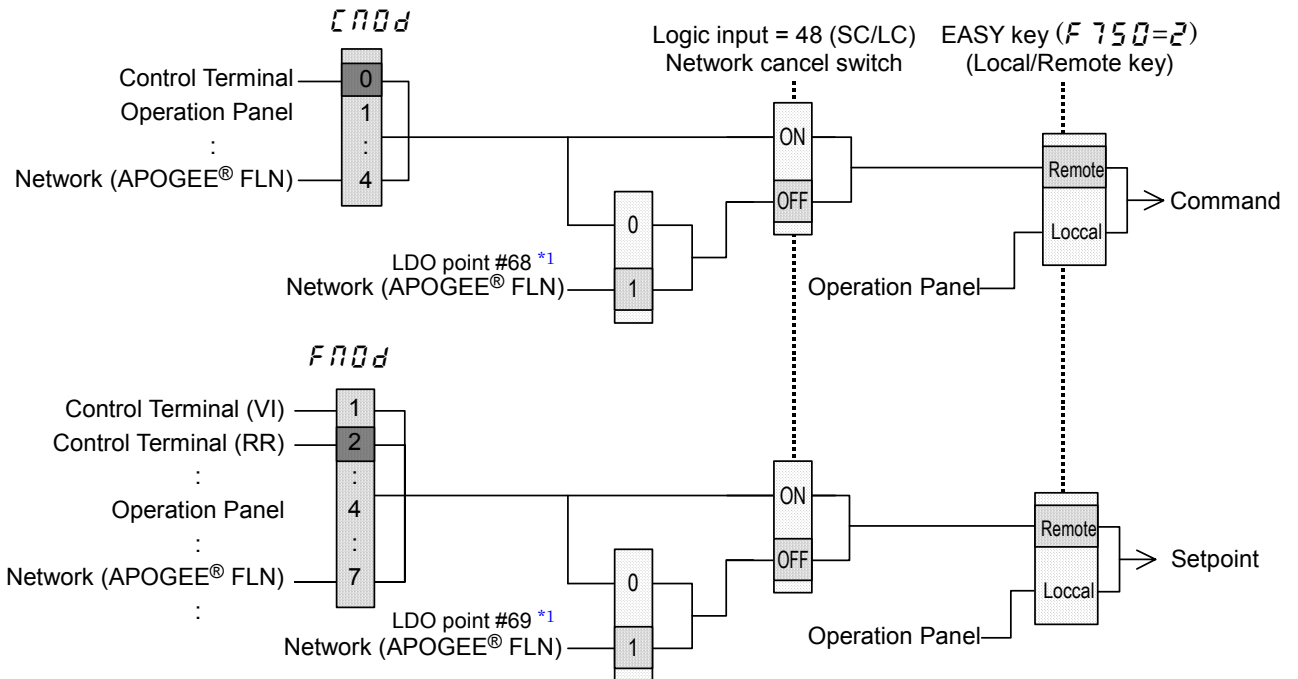 CMOd
Logic input = 48 (SC/LC)
Network cancel switch
EASY key (F750=2)
(Local/Remote key)
Control Terminal
0
Operation Panel
1
:
:
Network (APOGEE® FLN)
4
ON
OFF
Remote
Loccal
Command
0
LDO point #68 *1
Network (APOGEE® FLN)
1
Operation Panel
FMOd
Control Terminal (VI)
1
Control Terminal (RR)
2
:
:
Operation Panel
4
:
:
Network (APOGEE® FLN)
7
:
ON
OFF
Remote
Loccal
Setpoint
0
LDO point #69 *1
Network (APOGEE® FLN)
1
Operation Panel